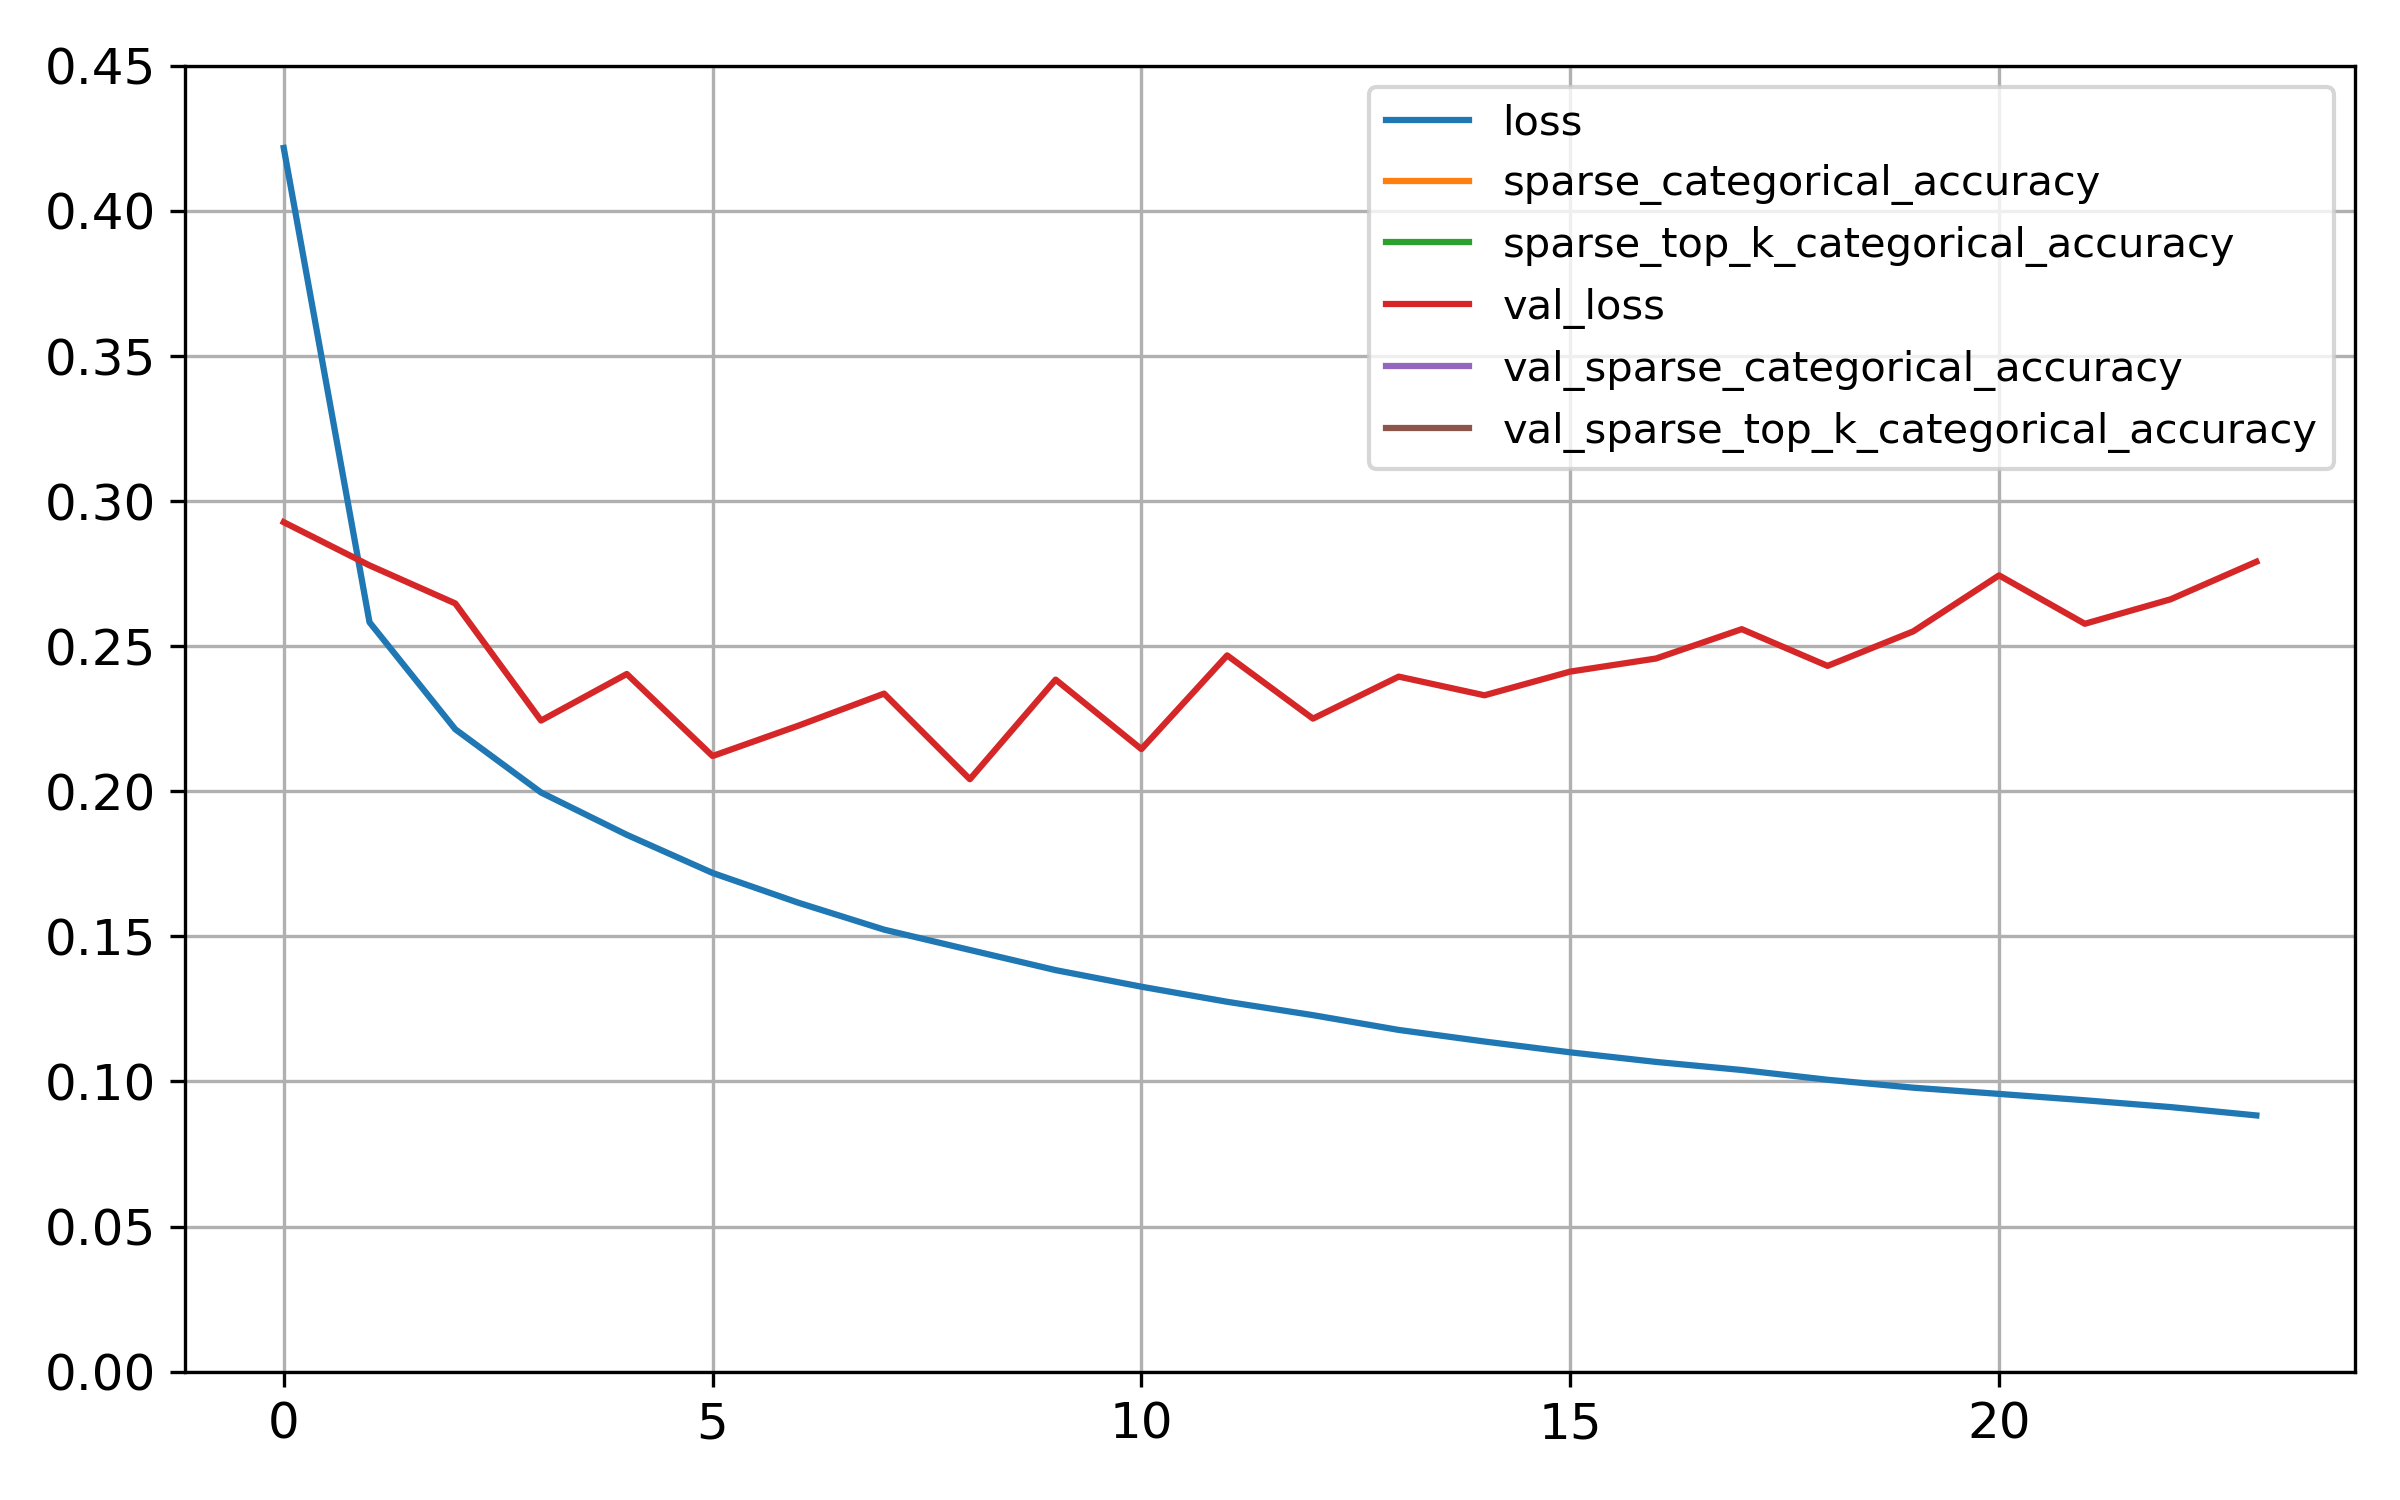 0.45
0.40
0.35
0.30
0.25
0.20
0.15
0.10
0.05
0.00
loss
sparse_categorical_accuracy
sparse_top_k_categorical_accuracy
val_loss
val_sparse_categorical_accuracy
val_sparse_top_k_categorical_accuracy
0 5 10 15 20